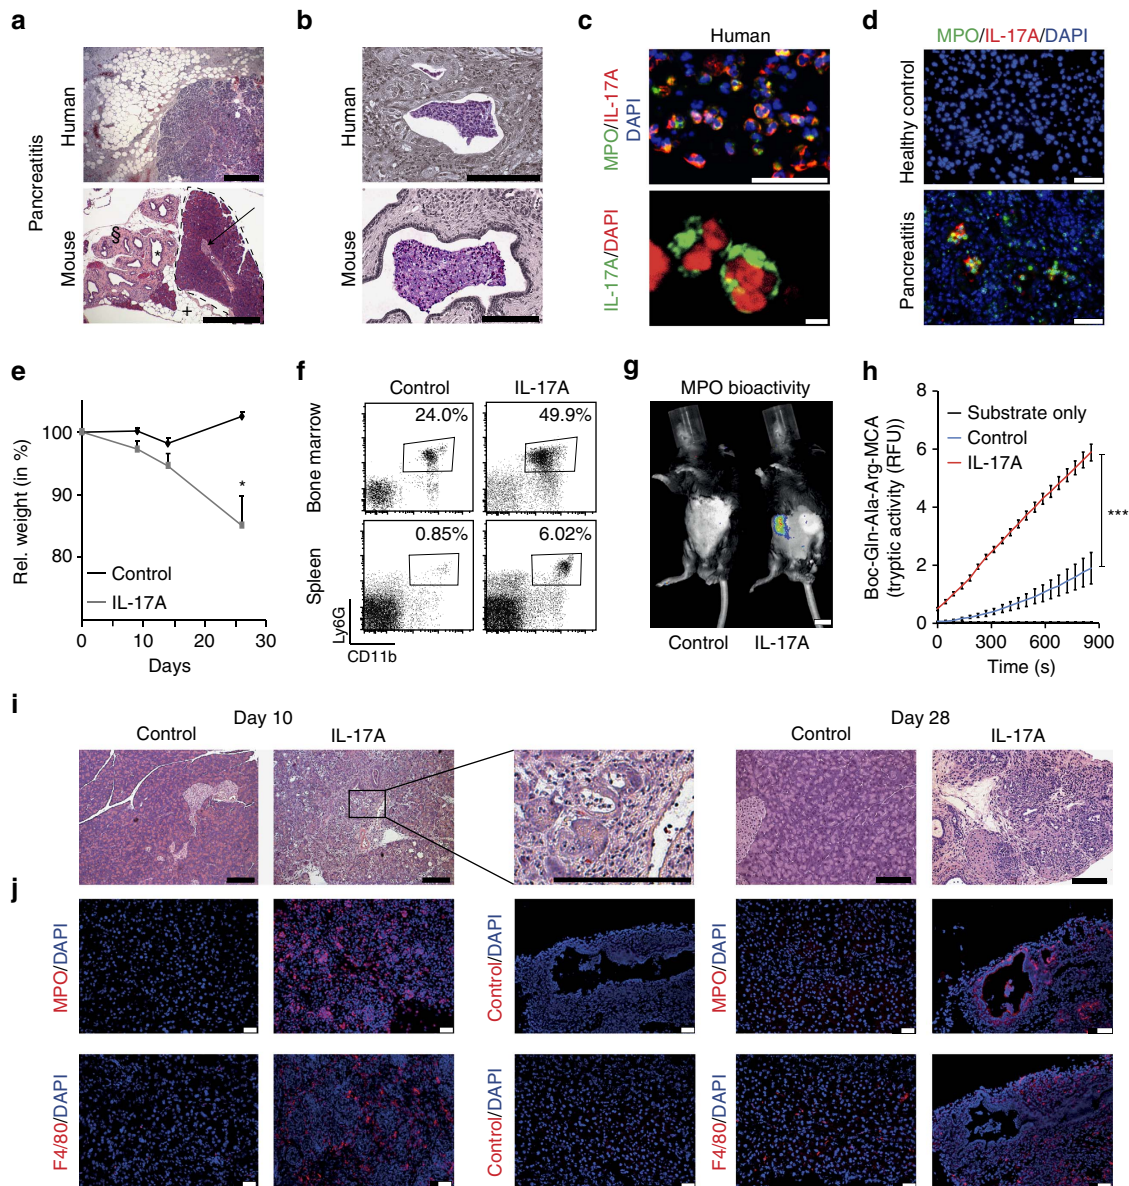 a
b
c
d
Pancreatitis
Human
Mouse
§
*
+
Human
Mouse
Human
MPO/IL-17A
DAPI
IL-17A/DAPI
MPO/IL-17A/DAPI
Healthy control
Pancreatitis
e
Rel. weight (in %)
100
90
80
*
Control
IL-17A
0
10
20
30
Days
f
Control
IL-17A
Bone marrow
24.0%
49.9%
Spleen
0.85%
6.02%
Ly6G
CD11b
g
MPO bioactivity
Control
IL-17A
h
Boc-Gln-Ala-Arg-MCA
(tryptic activity (RFU))
8
6
4
2
0
Substrate only
Control
IL-17A
***
0
300
600
900
Time (s)
i
Day 10
Day 28
Control
IL-17A
Control
IL-17A
j
MPO/DAPI
Control/DAPI
MPO/DAPI
F4/80/DAPI
Control/DAPI
F4/80/DAPI